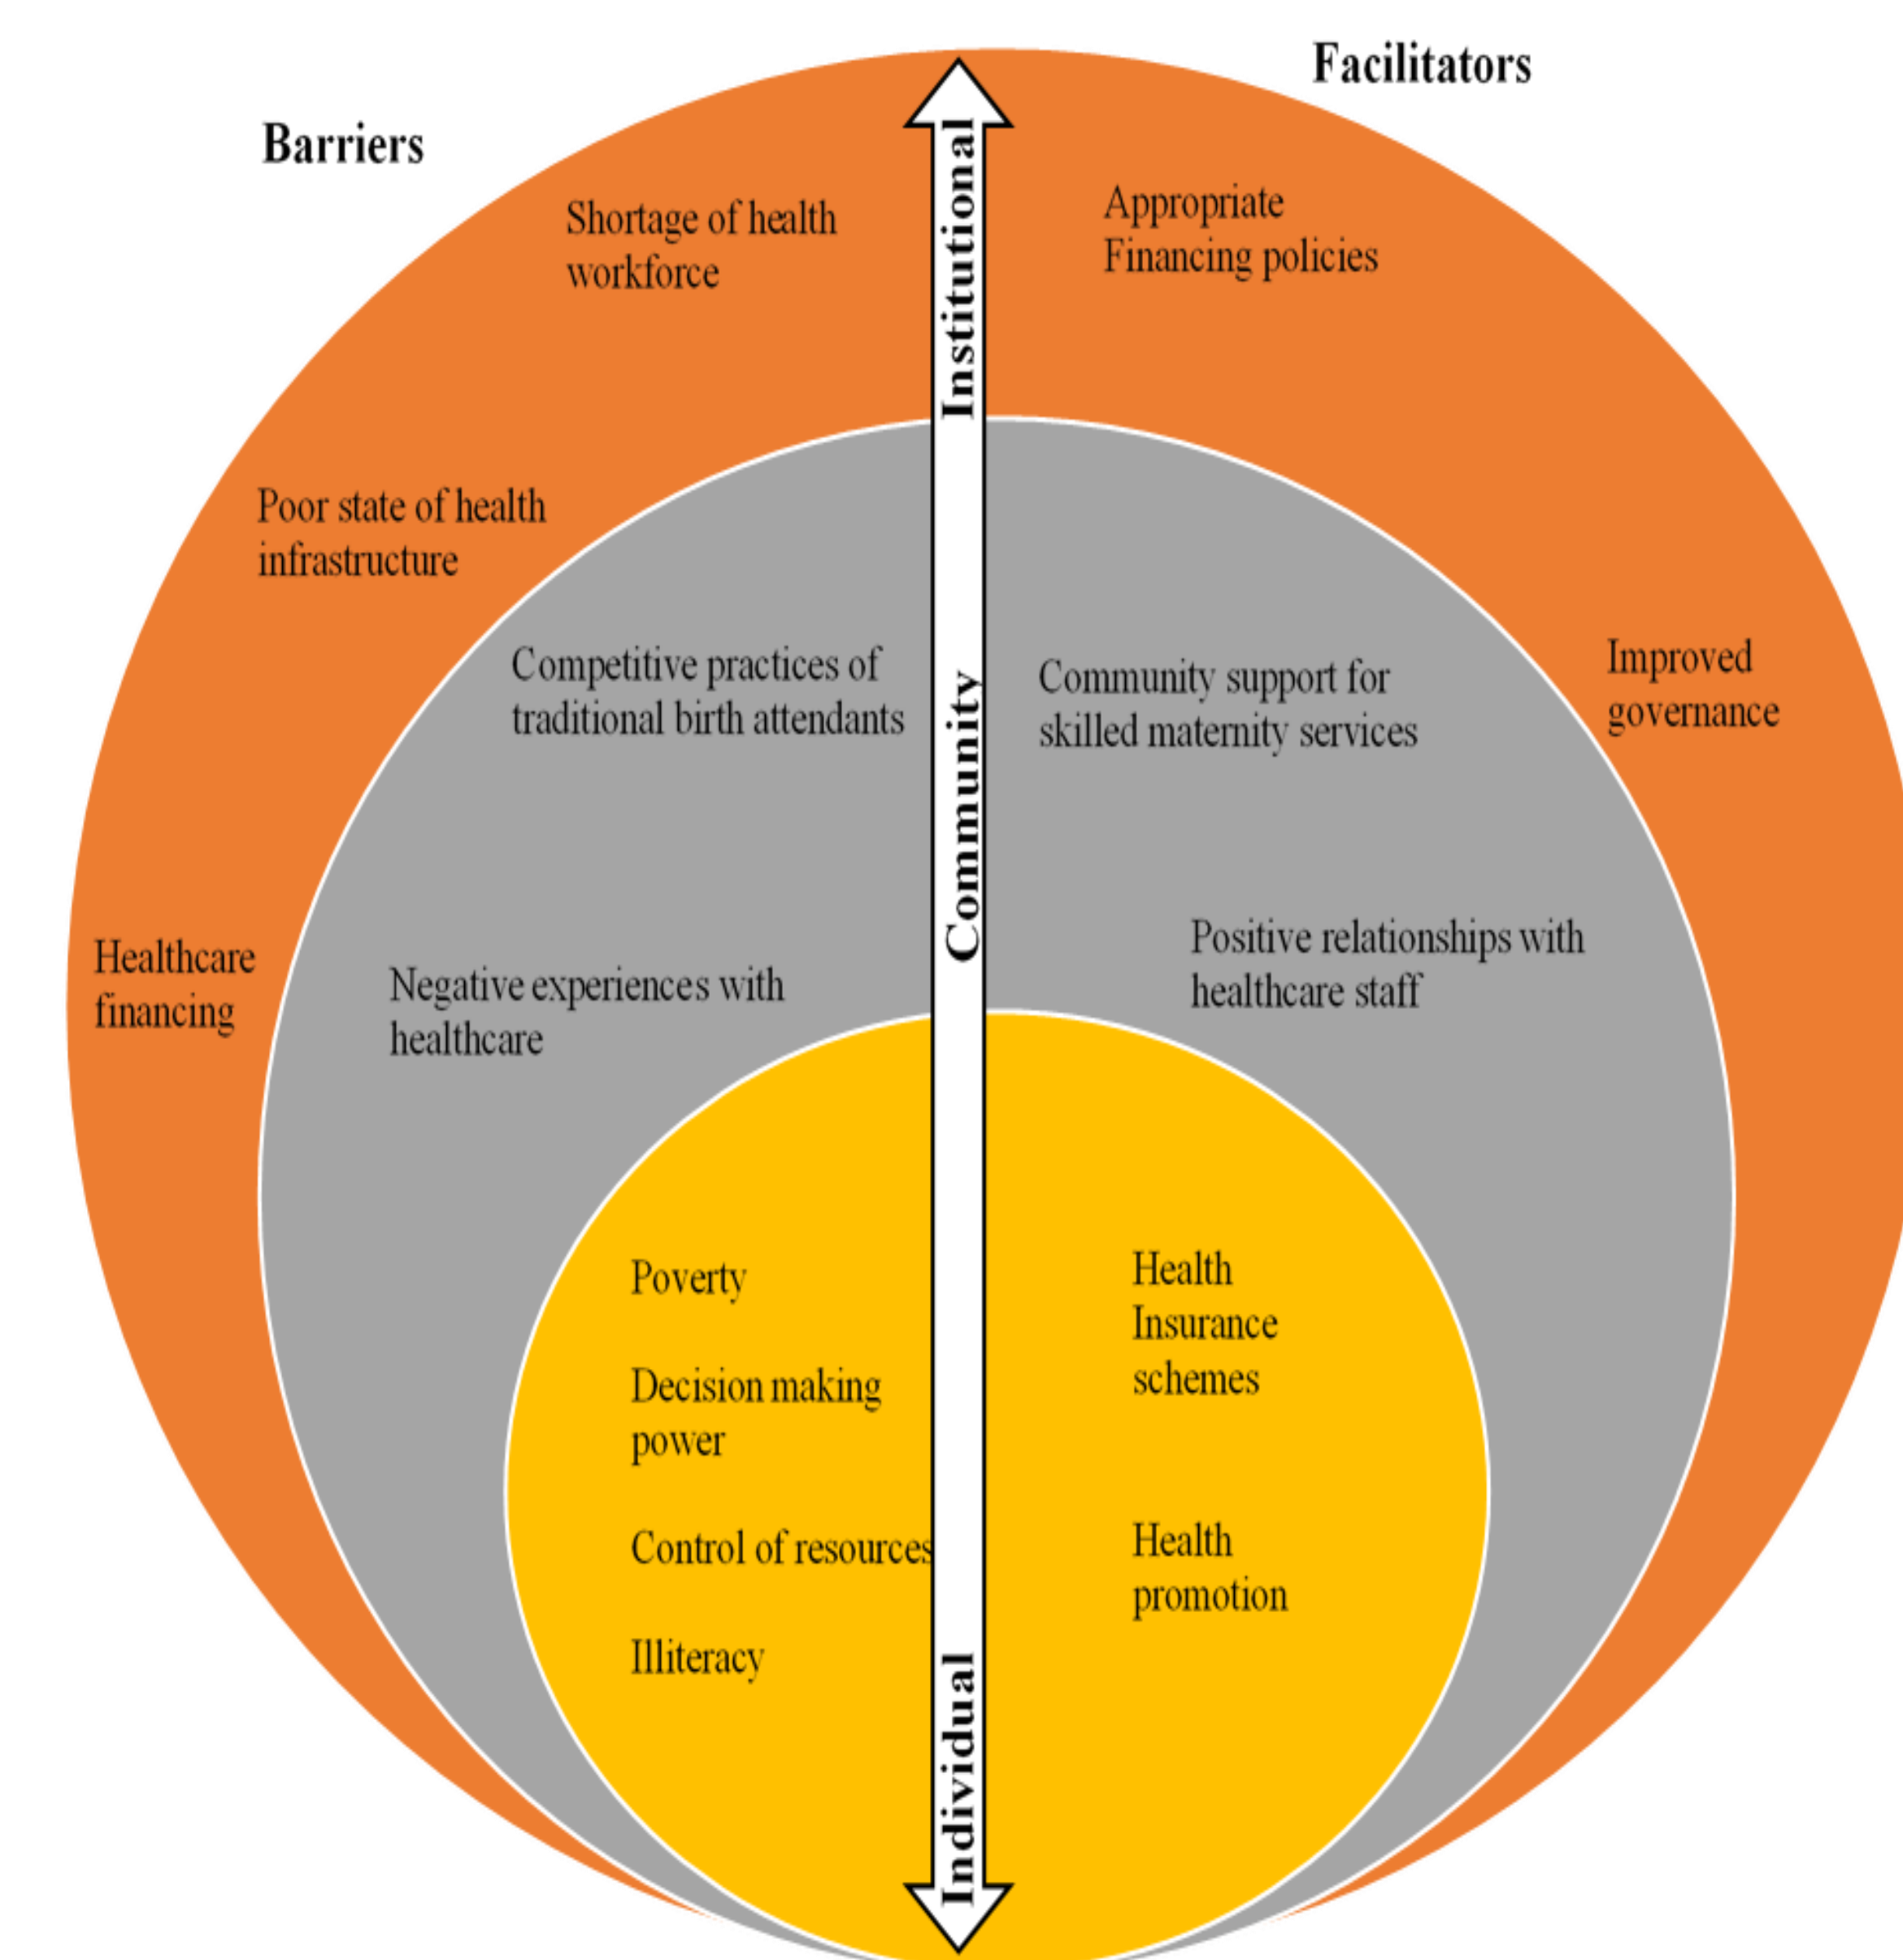 Facilitators
Barriers
Institutional
Shortage of health
workforce
Appropriate
Financing policies
Poor state of health
infrastructure
Community
Competitive practices of
traditional birth attendants
Community support for
skilled maternity services
Improved
governance
Healthcare
financing
Negative experiences with
healthcare
Positive relationships with
healthcare staff
Individual
Poverty
Decision making
power
Control of resources
Illiteracy
Health
Insurance
schemes
Health
promotion